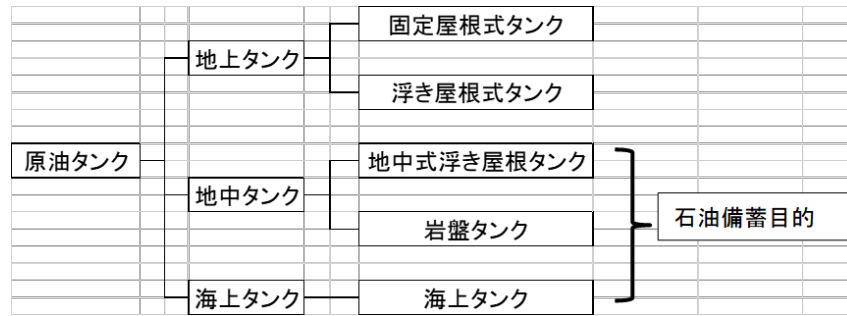 固定屋根式タンク
地上タンク
浮き屋根式タンク
原油タンク
地中式浮き屋根タンク
地中タンク
岩盤タンク
石油備蓄目的
海上タンク
海上タンク